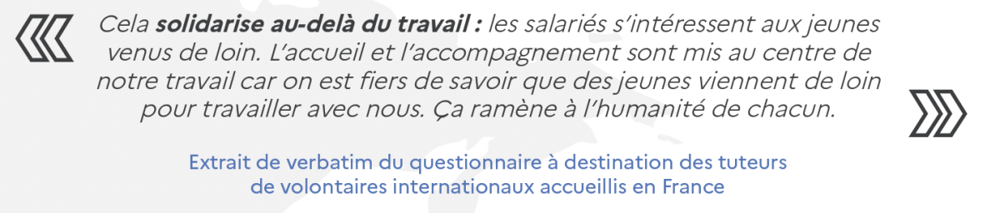 Cela solidarise au-delà du travail : les salariés s'intéressent aux jeunes
venus de loin. L'accueil et l'accompagnement sont mis au centre de
notre travail car on est fiers de savoir que des jeunes viennent de loin
pour travailler avec nous. Ça ramène à l'humanité de chacun.
Extrait de verbatim du questionnaire à destination des tuteurs
de volontaires internationaux accueillis en France